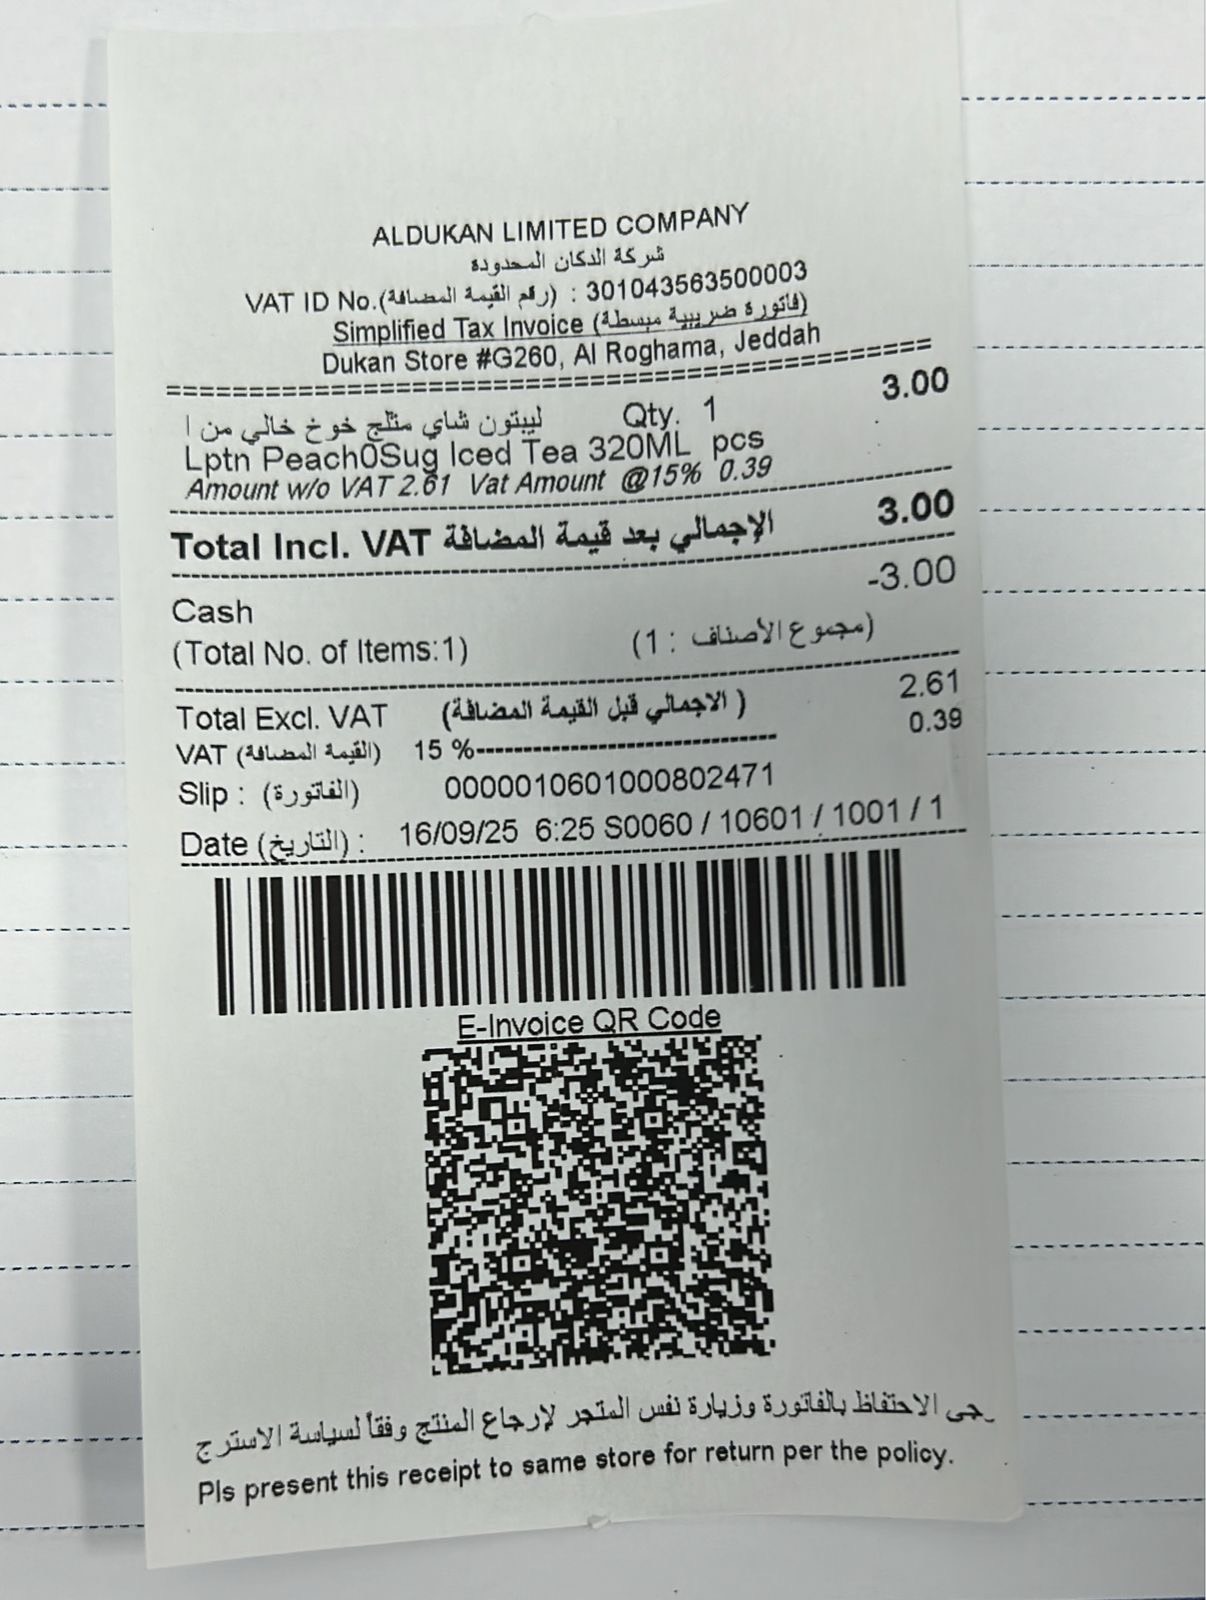 ALDUKAN LIMITED COMPANY
شركة الدكان المحدودة
VAT ID No.(رقم القيمة المضافة) : 301043563500003
Simplified Tax Invoice (فاتورة ضريبية مبسطة)
Dukan Store #G260, Al Roghama, Jeddah
ليبتون شاي مثلج خوخ خالي من ا Qty. 1 3.00
Lptn Peach0Sug Iced Tea 320ML pcs
Amount w/o VAT 2.61 Vat Amount @15% 0.39
Total Incl. VAT الإجمالي بعد قيمة المضافة 3.00
Cash -3.00
(Total No. of Items:1) (مجموع الأصناف : 1)
Total Excl. VAT (الاجمالي قبل القيمة المضافة ) 2.61
VAT (القيمة المضافة) 15 %------------------------------ 0.39
Slip : (الفاتورة) 0000010601000802471
Date (التاريخ) : 16/09/25 6:25 S0060 / 10601 / 1001 / 1
E-Invoice QR Code
رجى الاحتفاظ بالفاتورة وزيارة نفس المتجر لإرجاع المنتج وفقاً لسياسة الاسترج
Pls present this receipt to same store for return per the policy.